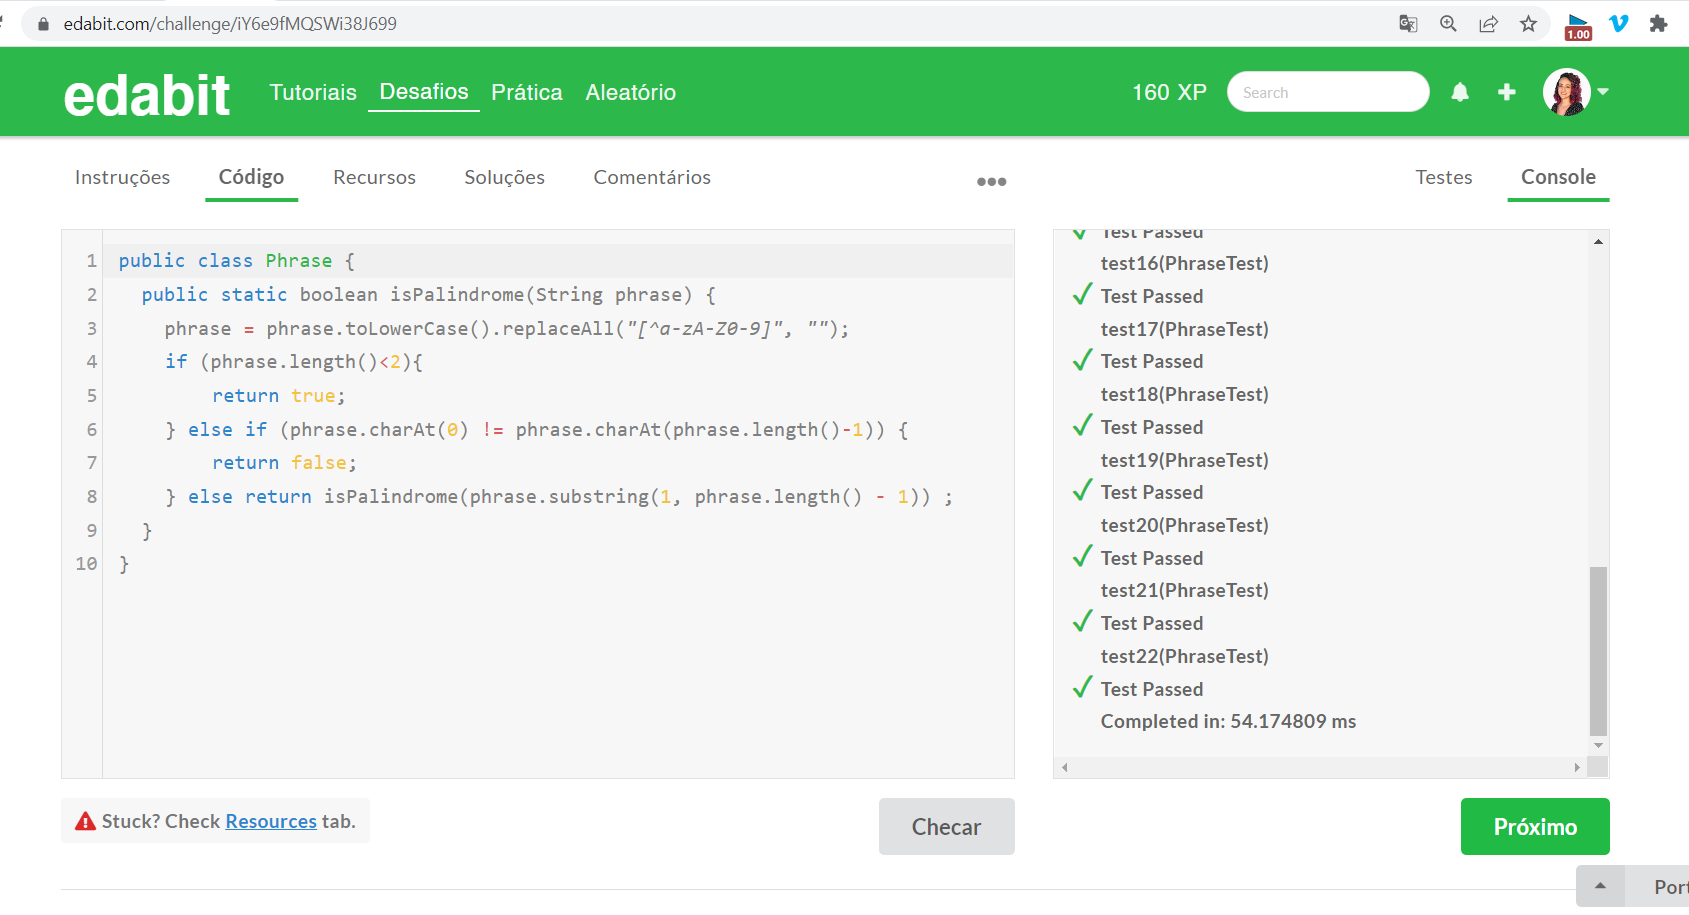 edabit.com/challenge/iY6e9fMQSWi38J699
1.00
edabit
Tutoriais Desafios Prática Aleatório
160 XP
Search
Instruções Código Recursos Soluções Comentários
Testes Console
1 public class Phrase {
2 public static boolean isPalindrome(String phrase) {
3 phrase = phrase.toLowerCase().replaceAll("[^a-zA-Z0-9]", "");
4 if (phrase.length()<2){
5 return true;
6 } else if (phrase.charAt(0) != phrase.charAt(phrase.length()-1)) {
7 return false;
8 } else return isPalindrome(phrase.substring(1, phrase.length() - 1)) ;
9 }
10 }
Test Passed
test16(PhraseTest)
Test Passed
test17(PhraseTest)
Test Passed
test18(PhraseTest)
Test Passed
test19(PhraseTest)
Test Passed
test20(PhraseTest)
Test Passed
test21(PhraseTest)
Test Passed
test22(PhraseTest)
Test Passed
Completed in: 54.174809 ms
Stuck? Check Resources tab.
Checar
Próximo
Port